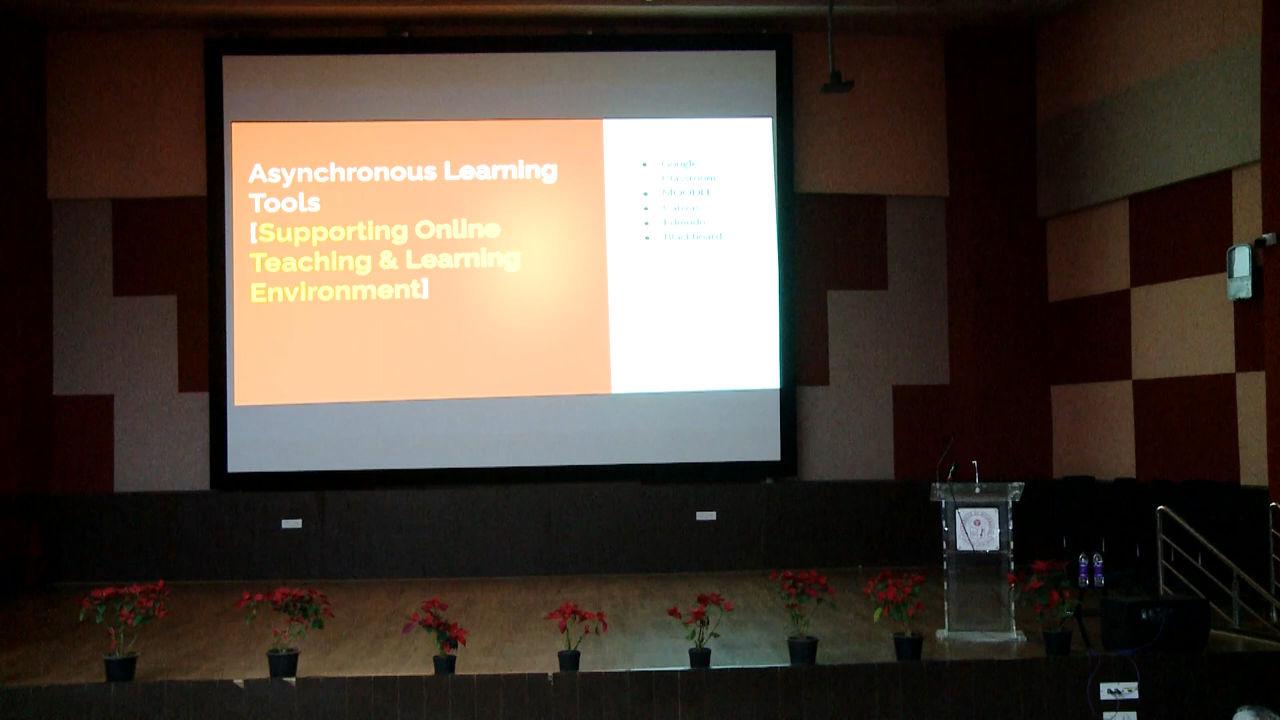 Asynchronous Learning
Tools
[Supporting Online
Teaching & Learning
Environment]
Google
Classroom
MOODLE
Canvas
Edmodo
Blackboard